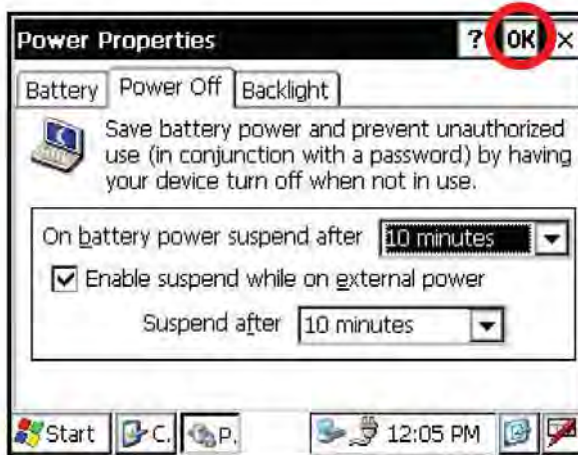 Power Properties ? OK ×
Battery Power Off Backlight
Save battery power and prevent unauthorized
use (in conjunction with a password) by having
your device turn off when not in use.
On battery power suspend after 10 minutes
Enable suspend while on external power
Suspend after 10 minutes
Start C. P. 12:05 PM